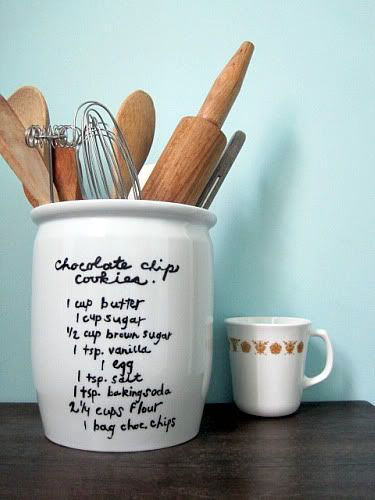 chocolate chip
cookies.
1 cup butter
1 cup sugar
1/2 cup brown sugar
1 tsp. vanilla
1 egg
1 tsp. salt
1 tsp. baking soda
2 1/4 cups flour
1 bag choc. chips